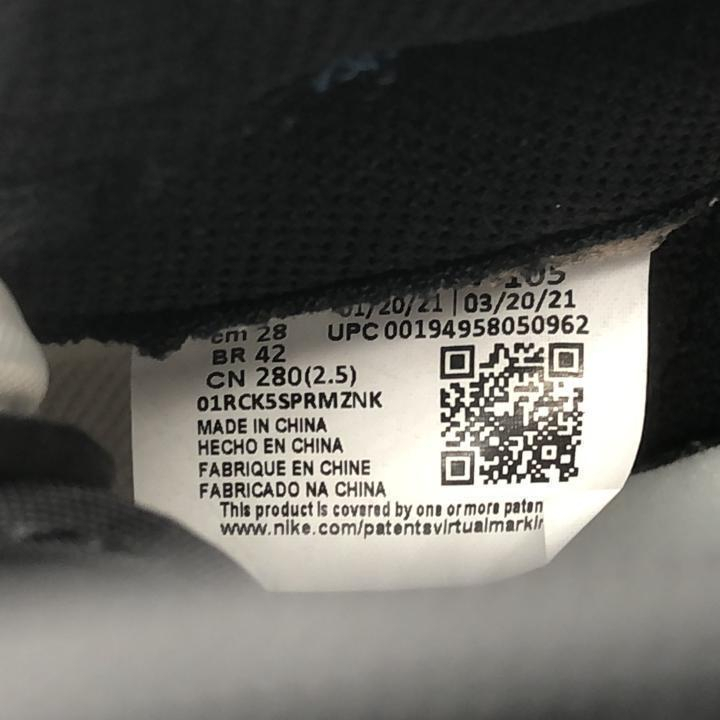 105
01/20/21 | 03/20/21
cm 28 UPC 00194958050962
BR 42
CN 280(2.5)
01RCK5SPRMZNK
MADE IN CHINA
HECHO EN CHINA
FABRIQUE EN CHINE
FABRICADO NA CHINA
This product is covered by one or more paten
www.nike.com/patentsvirtualmarkin